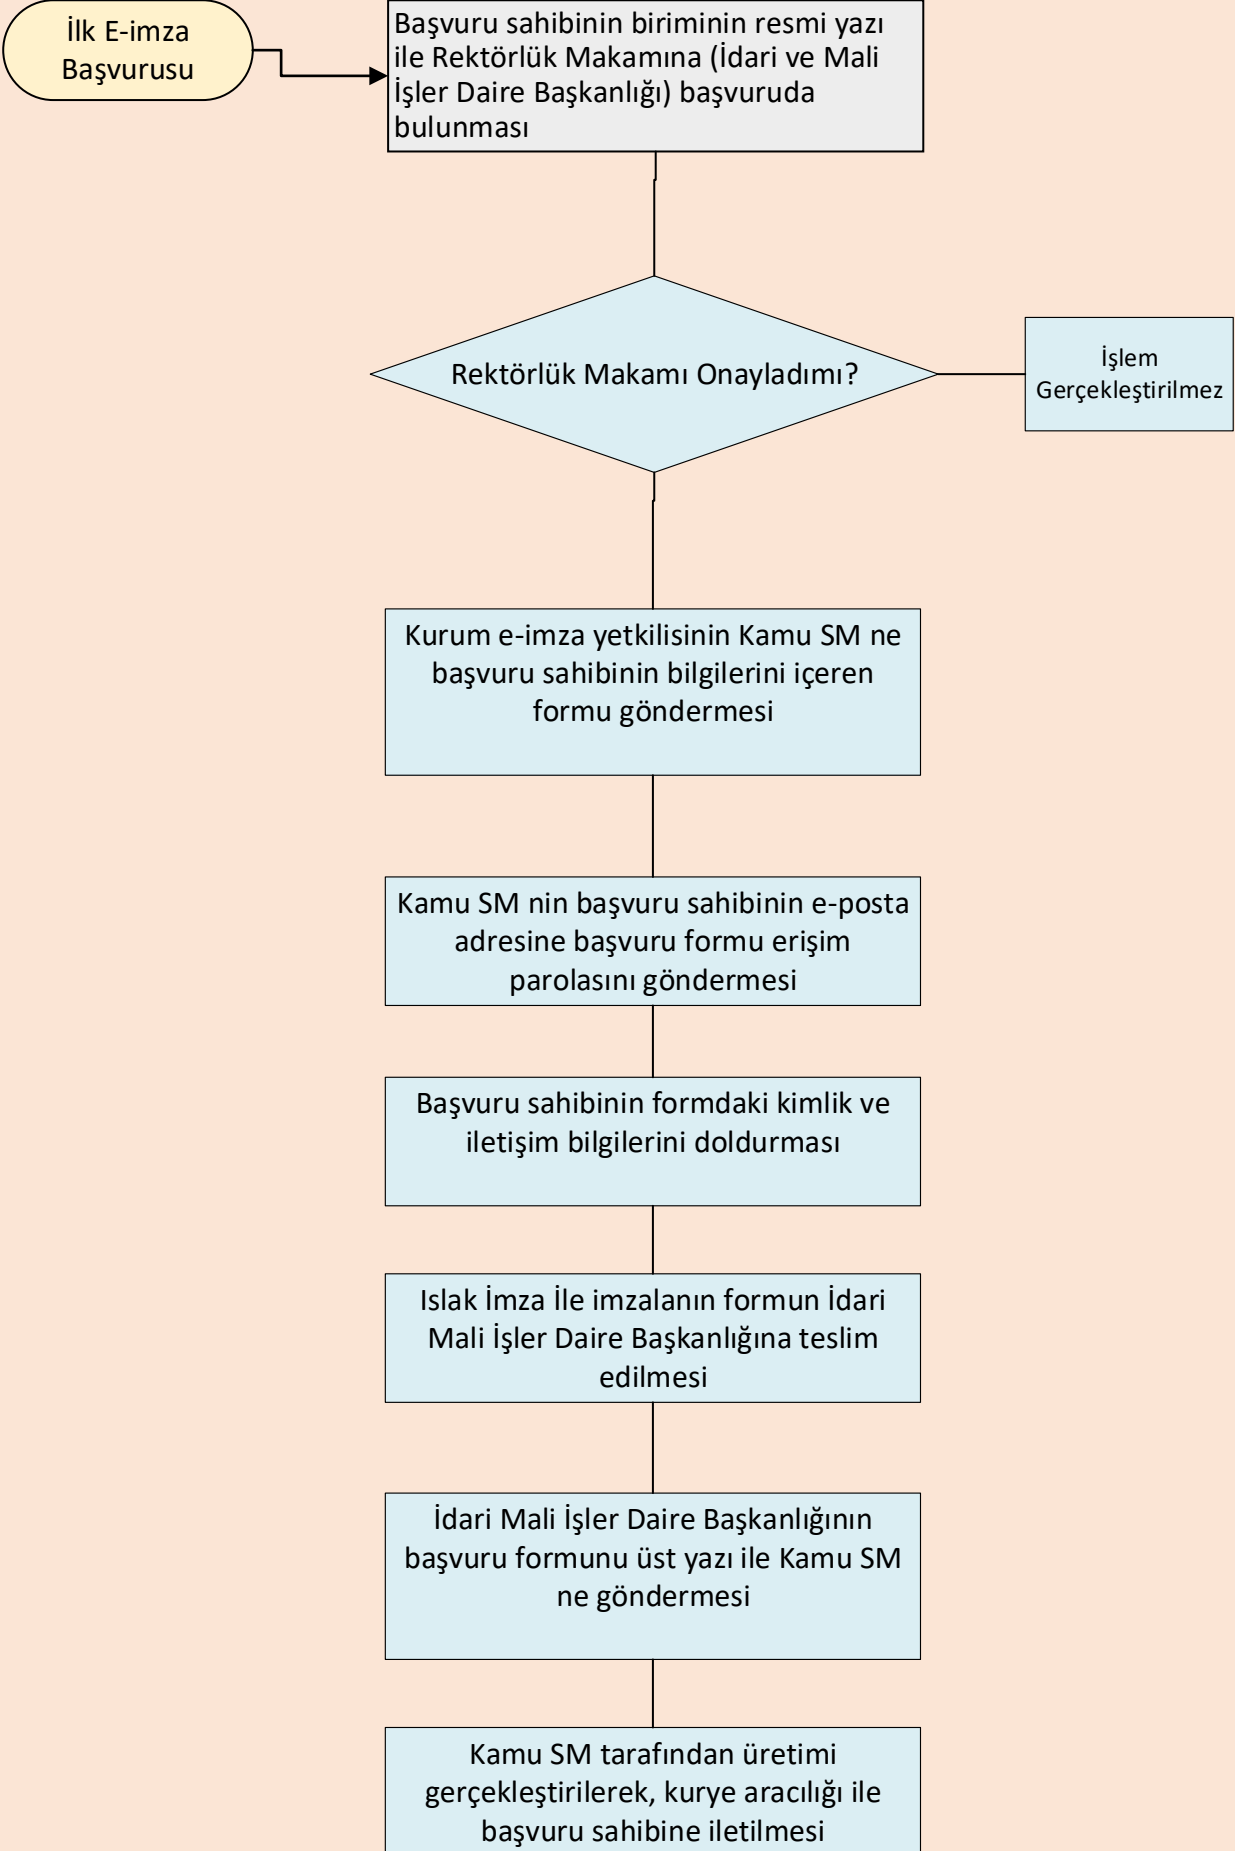 İlk E-imza
Başvurusu
Başvuru sahibinin biriminin resmi yazı
ile Rektörlük Makamına (İdari ve Mali
İşler Daire Başkanlığı) başvuruda
bulunması
Rektörlük Makamı Onayladımı?
İşlem
Gerçekleştirilmez
Kurum e-imza yetkilisinin Kamu SM ne
başvuru sahibinin bilgilerini içeren
formu göndermesi
Kamu SM nin başvuru sahibinin e-posta
adresine başvuru formu erişim
parolasını göndermesi
Başvuru sahibinin formdaki kimlik ve
iletişim bilgilerini doldurması
Islak İmza İle imzalanın formun İdari
Mali İşler Daire Başkanlığına teslim
edilmesi
İdari Mali İşler Daire Başkanlığının
başvuru formunu üst yazı ile Kamu SM
ne göndermesi
Kamu SM tarafından üretimi
gerçekleştirilerek, kurye aracılığı ile
başvuru sahibine iletilmesi